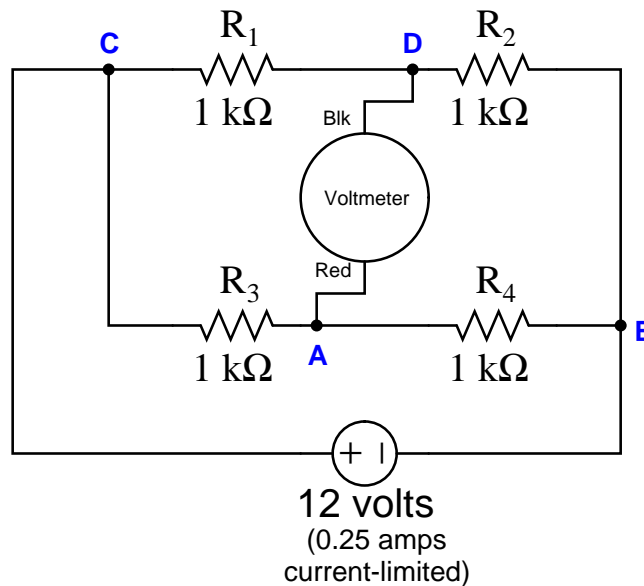 C
R1
D
R2
1 kΩ
Blk
1 kΩ
Voltmeter
Red
R3
R4
A
B
1 kΩ
1 kΩ
+ −
12 volts
(0.25 amps
current-limited)